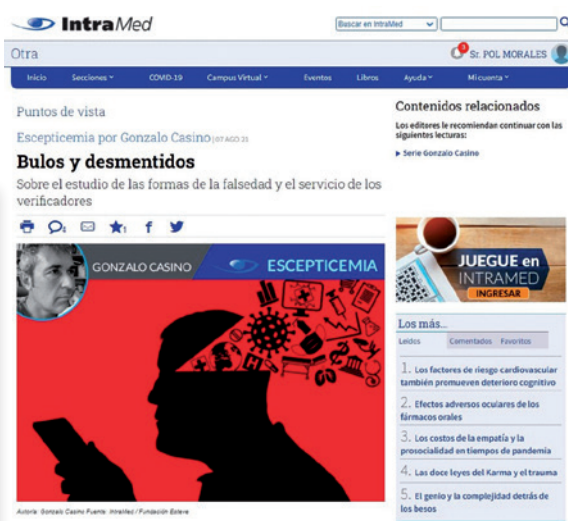 IntraMed
Buscar en IntraMed
Otra
3
Sr. POL MORALES
Inicio Secciones COVID-19 Campus Virtual Eventos Libros Ayuda Mi cuenta
Puntos de vista
Escepticemia por Gonzalo Casino | 07 AGO 21
Bulos y desmentidos
Sobre el estudio de las formas de la falsedad y el servicio de los
verificadores
GONZALO CASINO
ESCEPTICEMIA
Autoría: Gonzalo Casino Fuente: IntraMed / Fundación Esteve
Contenidos relacionados
Los editores le recomiendan continuar con las
siguientes lecturas:
Serie Gonzalo Casino
JUEGUE en
INTRAMED
INGRESAR
Los más...
Leídos Comentados Favoritos
1. Los factores de riesgo cardiovascular
también promueven deterioro cognitivo
2. Efectos adversos oculares de los
fármacos orales
3. Los costos de la empatía y la
prosocialidad en tiempos de pandemia
4. Las doce leyes del Karma y el trauma
5. El genio y la complejidad detrás de
los besos